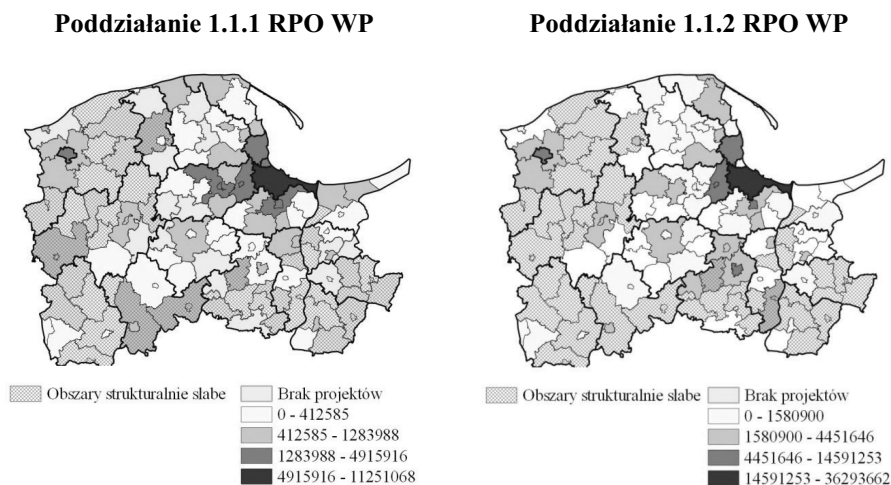 Poddziałanie 1.1.1 RPO WP
Poddziałanie 1.1.2 RPO WP
Obszary strukturalnie słabe
Brak projektów
0 - 412585
412585 - 1283988
1283988 - 4915916
4915916 - 11251068
Obszary strukturalnie słabe
Brak projektów
0 - 1580900
1580900 - 4451646
4451646 - 14591253
14591253 - 36293662